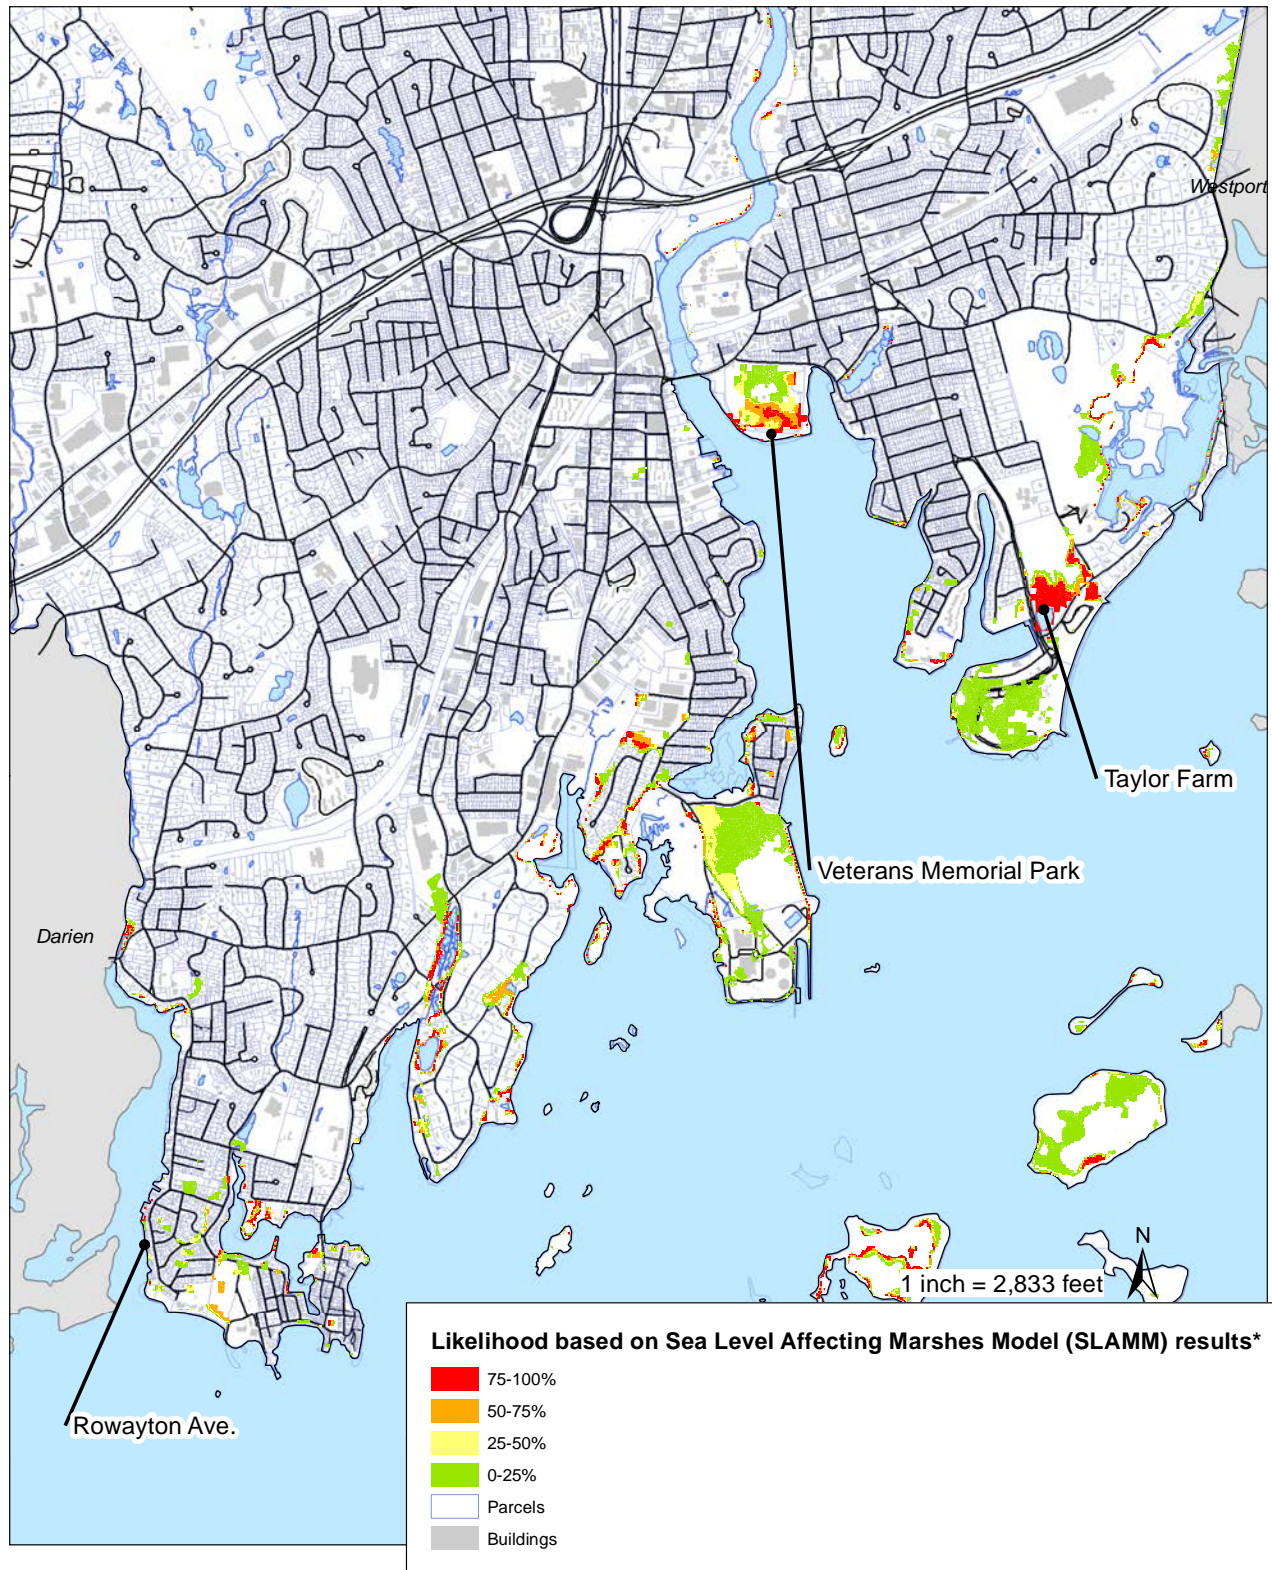 Westport
Taylor Farm
Veterans Memorial Park
Darien
N
1 inch = 2,833 feet
Rowayton Ave.
Likelihood based on Sea Level Affecting Marshes Model (SLAMM) results*
75-100%
50-75%
25-50%
0-25%
Parcels
Buildings